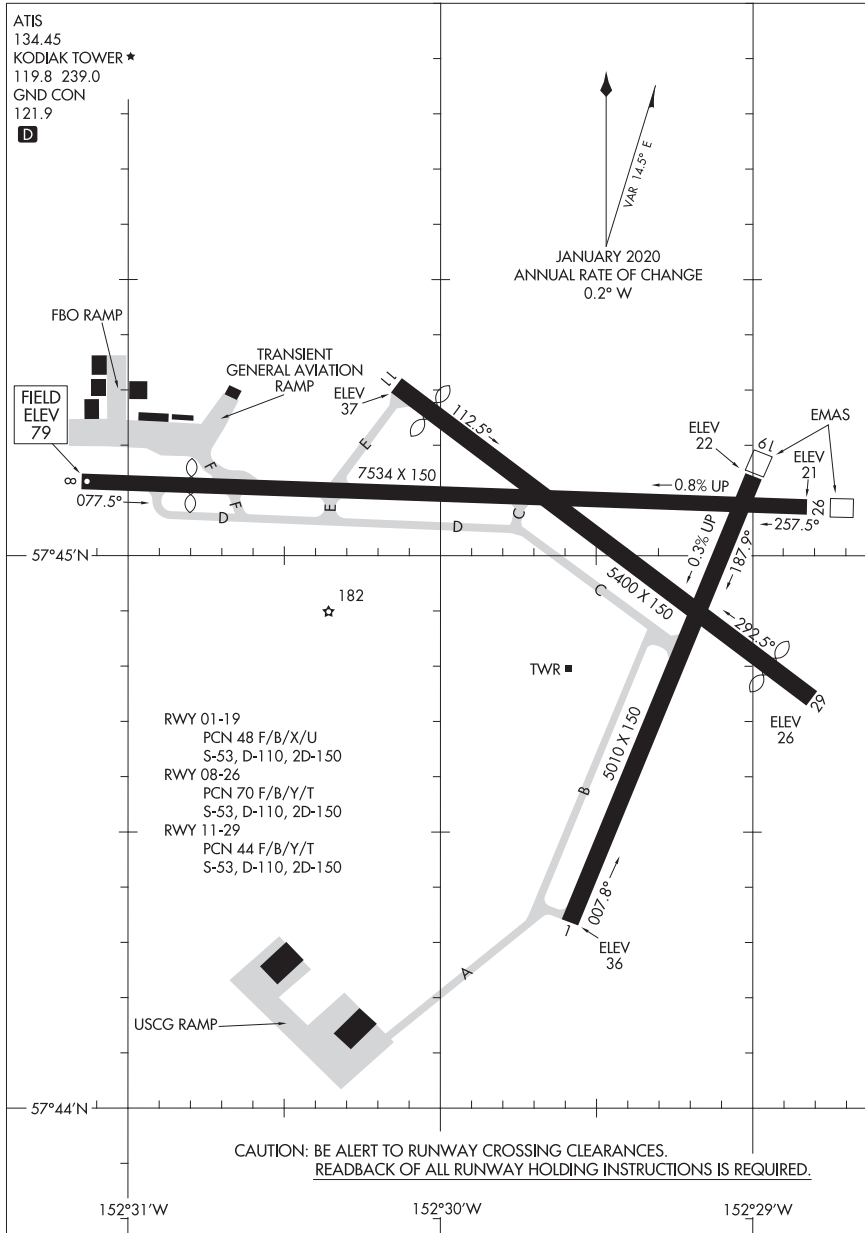 ATIS
134.45
KODIAK TOWER ★
119.8 239.0
GND CON
121.9
D
VAR 14.5° E
JANUARY 2020
ANNUAL RATE OF CHANGE
0.2° W
FBO RAMP
TRANSIENT
GENERAL AVIATION
RAMP
FIELD
ELEV
79
ELEV
37
11
112.5°
ELEV
22
19
EMAS
ELEV
21
26
8
077.5°
7534 X 150
0.8% UP
257.5°
F
F
E
E
D
D
C
C
0.3% UP
187.9°
57°45'N
5400 X 150
292.5°
182
TWR
29
ELEV
26
RWY 01-19
PCN 48 F/B/X/U
S-53, D-110, 2D-150
RWY 08-26
PCN 70 F/B/Y/T
S-53, D-110, 2D-150
RWY 11-29
PCN 44 F/B/Y/T
S-53, D-110, 2D-150
5010 X 150
B
007.8°
1
ELEV
36
A
USCG RAMP
57°44'N
CAUTION: BE ALERT TO RUNWAY CROSSING CLEARANCES.
READBACK OF ALL RUNWAY HOLDING INSTRUCTIONS IS REQUIRED.
152°31'W
152°30'W
152°29'W